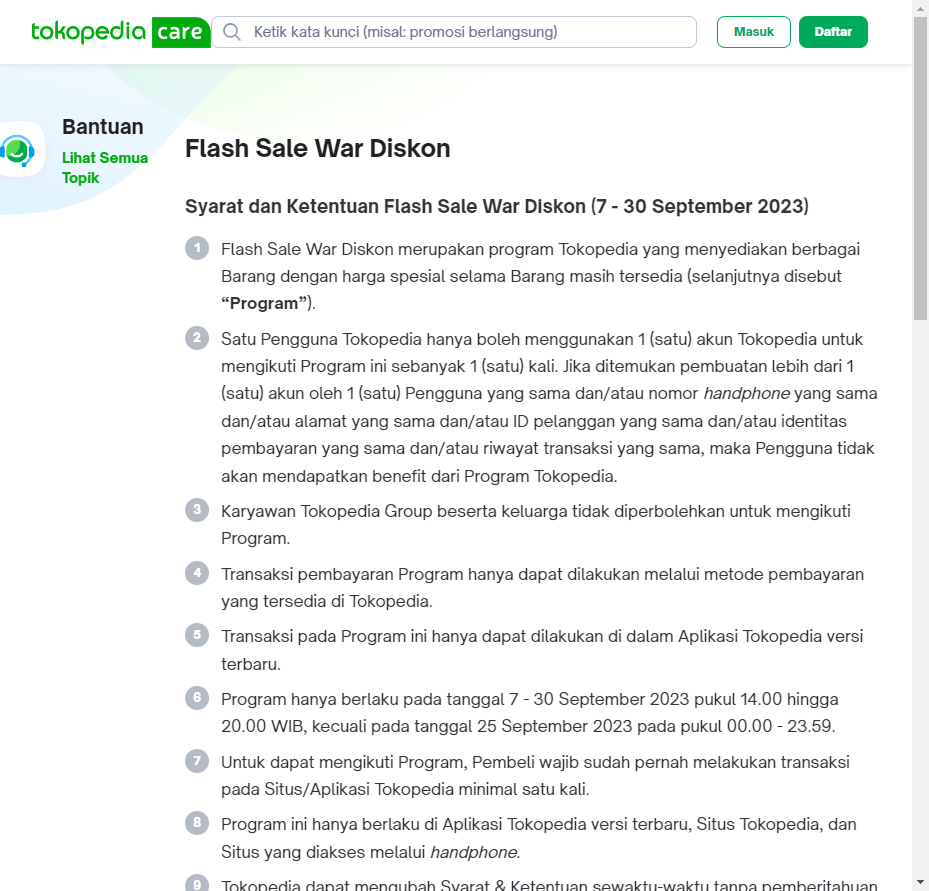 tokopedia care
Ketik kata kunci (misal: promosi berlangsung)
Masuk
Daftar
Bantuan
Lihat Semua
Topik
Flash Sale War Diskon
Syarat dan Ketentuan Flash Sale War Diskon (7 - 30 September 2023)
1 Flash Sale War Diskon merupakan program Tokopedia yang menyediakan berbagai
Barang dengan harga spesial selama Barang masih tersedia (selanjutnya disebut
“Program”).
2 Satu Pengguna Tokopedia hanya boleh menggunakan 1 (satu) akun Tokopedia untuk
mengikuti Program ini sebanyak 1 (satu) kali. Jika ditemukan pembuatan lebih dari 1
(satu) akun oleh 1 (satu) Pengguna yang sama dan/atau nomor handphone yang sama
dan/atau alamat yang sama dan/atau ID pelanggan yang sama dan/atau identitas
pembayaran yang sama dan/atau riwayat transaksi yang sama, maka Pengguna tidak
akan mendapatkan benefit dari Program Tokopedia.
3 Karyawan Tokopedia Group beserta keluarga tidak diperbolehkan untuk mengikuti
Program.
4 Transaksi pembayaran Program hanya dapat dilakukan melalui metode pembayaran
yang tersedia di Tokopedia.
5 Transaksi pada Program ini hanya dapat dilakukan di dalam Aplikasi Tokopedia versi
terbaru.
6 Program hanya berlaku pada tanggal 7 - 30 September 2023 pukul 14.00 hingga
20.00 WIB, kecuali pada tanggal 25 September 2023 pada pukul 00.00 - 23.59.
7 Untuk dapat mengikuti Program, Pembeli wajib sudah pernah melakukan transaksi
pada Situs/Aplikasi Tokopedia minimal satu kali.
8 Program ini hanya berlaku di Aplikasi Tokopedia versi terbaru, Situs Tokopedia, dan
Situs yang diakses melalui handphone.
9 Tokopedia dapat mengubah Syarat & Ketentuan sewaktu-waktu tanpa pemberitahuan